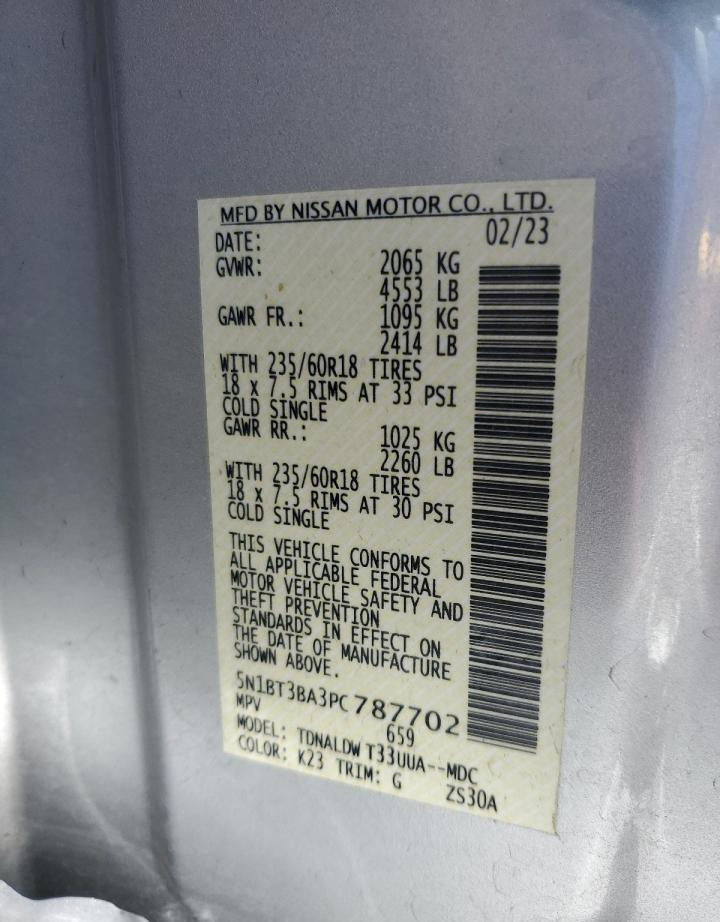 MFD BY NISSAN MOTOR CO., LTD.
DATE: 02/23
GVWR: 2065 KG
4553 LB
GAWR FR.: 1095 KG
2414 LB
WITH 235/60R18 TIRES
18 x 7.5 RIMS AT 33 PSI
COLD SINGLE
GAWR RR.: 1025 KG
2260 LB
WITH 235/60R18 TIRES
18 x 7.5 RIMS AT 30 PSI
COLD SINGLE
THIS VEHICLE CONFORMS TO
ALL APPLICABLE FEDERAL
MOTOR VEHICLE SAFETY AND
THEFT PREVENTION
STANDARDS IN EFFECT ON
THE DATE OF MANUFACTURE
SHOWN ABOVE.
5N1BT3BA3PC787702
MPV 659
MODEL: TDNALDW T33UUA--MDC
COLOR: K23 TRIM: G ZS30A